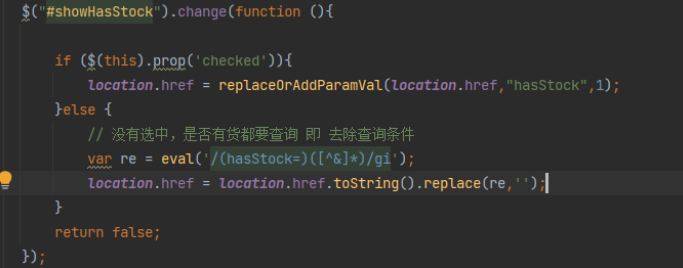 $("#showHasStock").change(function (){
if ($(this).prop('checked')){
location.href = replaceOrAddParamVal(location.href,"hasStock",1);
}else {
// 没有选中，是否有货都要查询 即 去除查询条件
var re = eval('/(hasStock=)([^&]*)/gi');
location.href = location.href.toString().replace(re,'');
}
return false;
});